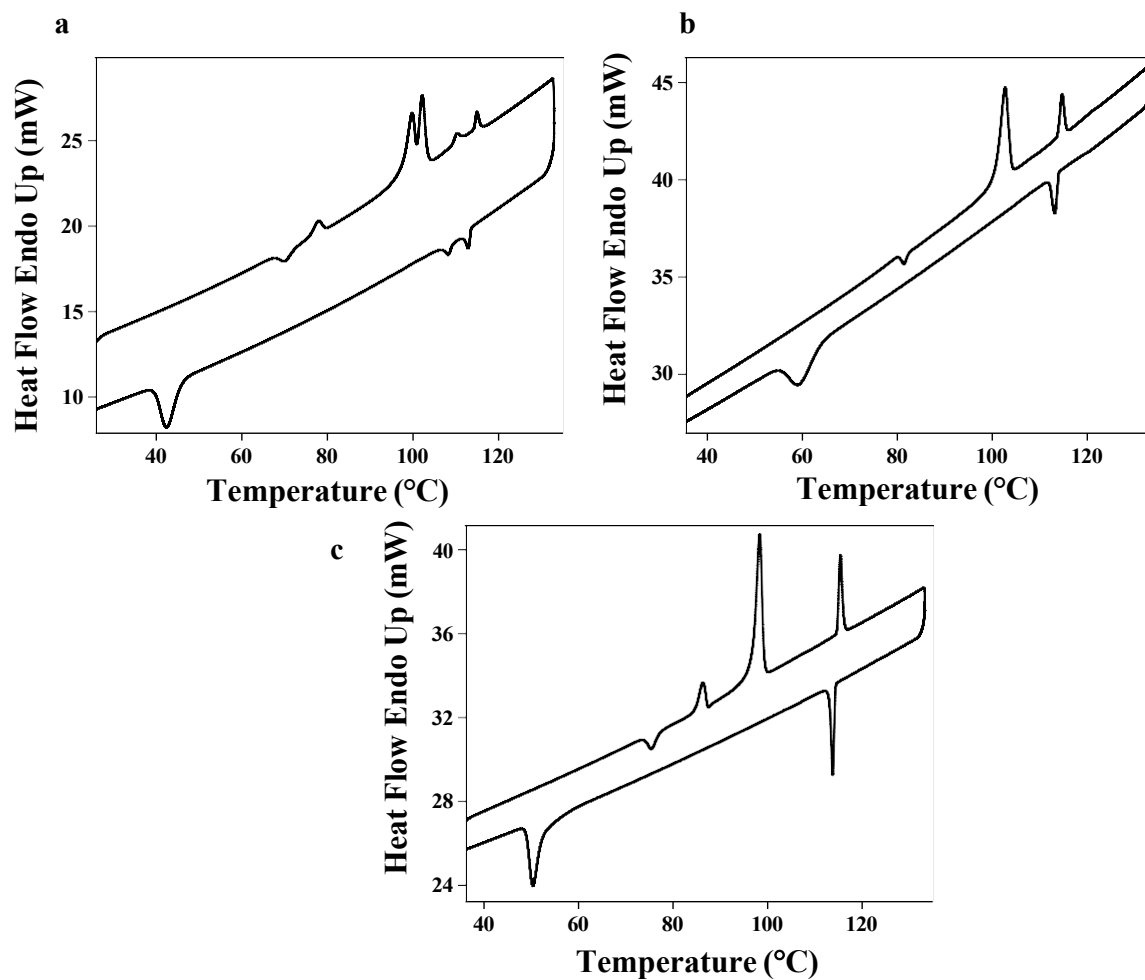 a
Heat Flow Endo Up (mW)
25
20
15
10
40 60 80 100 120
Temperature (°C)
b
Heat Flow Endo Up (mW)
45
40
35
30
40 60 80 100 120
Temperature (°C)
c
Heat Flow Endo Up (mW)
40
36
32
28
24
40 60 80 100 120
Temperature (°C)